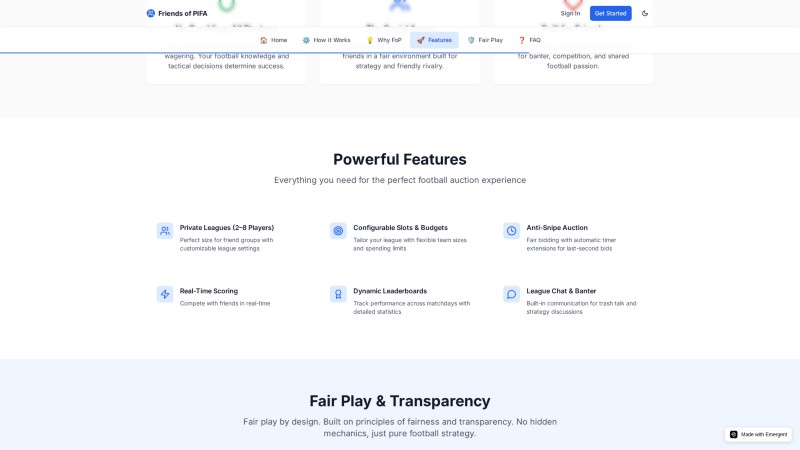 Friends of PIFA
Sign In
Get Started
🏠 Home
⚙️ How It Works
💡 Why FoP
🚀 Features
🛡️ Fair Play
❓ FAQ
wagering. Your football knowledge and
tactical decisions determine success.
friends in a fair environment built for
strategy and friendly rivalry.
for banter, competition, and shared
football passion.
Powerful Features
Everything you need for the perfect football auction experience
Private Leagues (2–8 Players)
Perfect size for friend groups with
customizable league settings
Configurable Slots & Budgets
Tailor your league with flexible team sizes
and spending limits
Anti-Snipe Auction
Fair bidding with automatic timer
extensions for last-second bids
Real-Time Scoring
Compete with friends in real-time
Dynamic Leaderboards
Track performance across matchdays with
detailed statistics
League Chat & Banter
Built-in communication for trash talk and
strategy discussions
Fair Play & Transparency
Fair play by design. Built on principles of fairness and transparency. No hidden
mechanics, just pure football strategy.
Made with Emergent